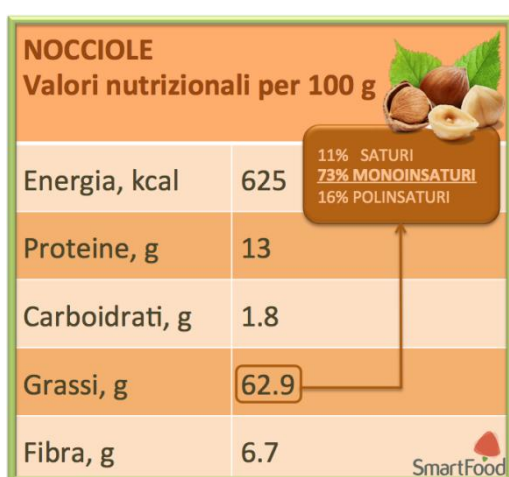 NOCCIOLE
Valori nutrizionali per 100 g
11% SATURI
73% MONOINSATURI
16% POLINSATURI
Energia, kcal 625
Proteine, g 13
Carboidrati, g 1.8
Grassi, g 62.9
Fibra, g 6.7
SmartFood